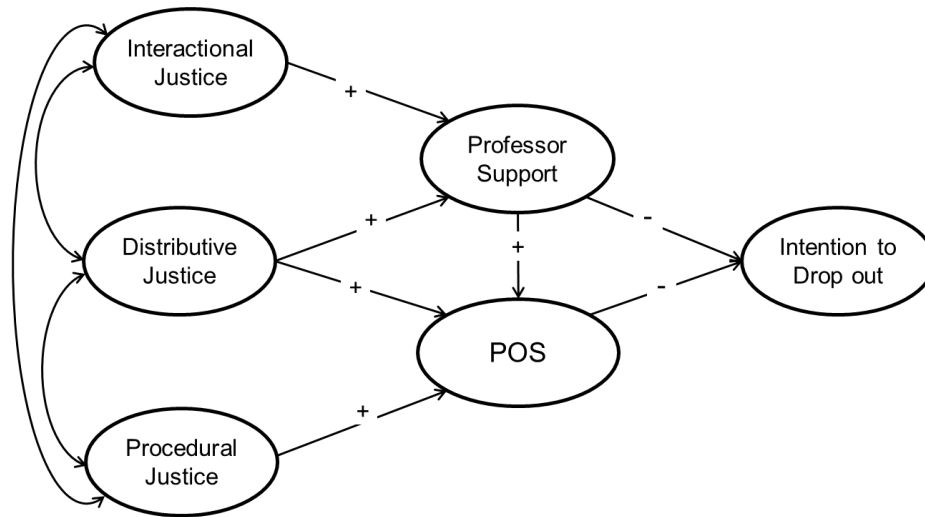 Interactional
Justice
+
Professor
Support
+
-
+
Distributive
Justice
Intention to
Drop out
+
-
POS
+
Procedural
Justice